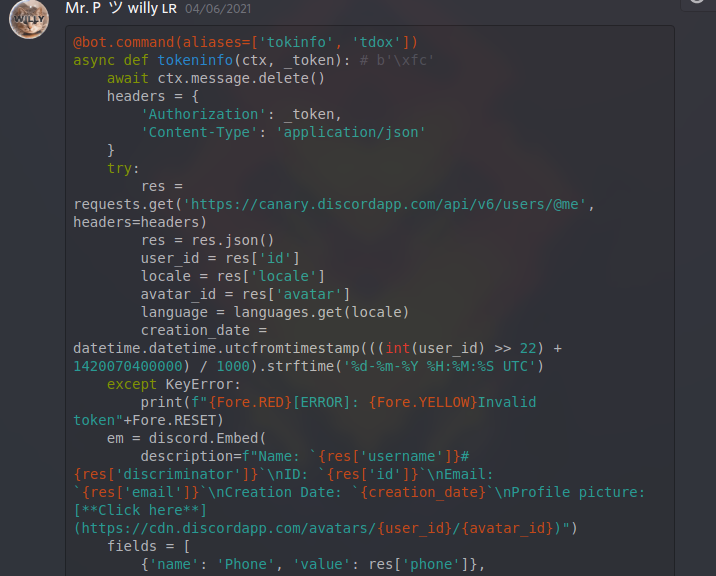 WILLY
Mr. P ツ willy LR 04/06/2021
@bot.command(aliases=['tokinfo', 'tdox'])
async def tokeninfo(ctx, _token): # b'\xfc'
    await ctx.message.delete()
    headers = {
        'Authorization': _token,
        'Content-Type': 'application/json'
    }
    try:
        res =
requests.get('https://canary.discordapp.com/api/v6/users/@me',
headers=headers)
        res = res.json()
        user_id = res['id']
        locale = res['locale']
        avatar_id = res['avatar']
        language = languages.get(locale)
        creation_date =
datetime.datetime.utcfromtimestamp(((int(user_id) >> 22) +
1420070400000) / 1000).strftime('%d-%m-%Y %H:%M:%S UTC')
    except KeyError:
        print(f"{Fore.RED}[ERROR]: {Fore.YELLOW}Invalid
token"+Fore.RESET)
    em = discord.Embed(
        description=f"Name: `{res['username']}#
{res['discriminator']}`\nID: `{res['id']}`\nEmail:
`{res['email']}`\nCreation Date: `{creation_date}`\nProfile picture:
[**Click here**]
(https://cdn.discordapp.com/avatars/{user_id}/{avatar_id})")
    fields = [
        {'name': 'Phone', 'value': res['phone']},